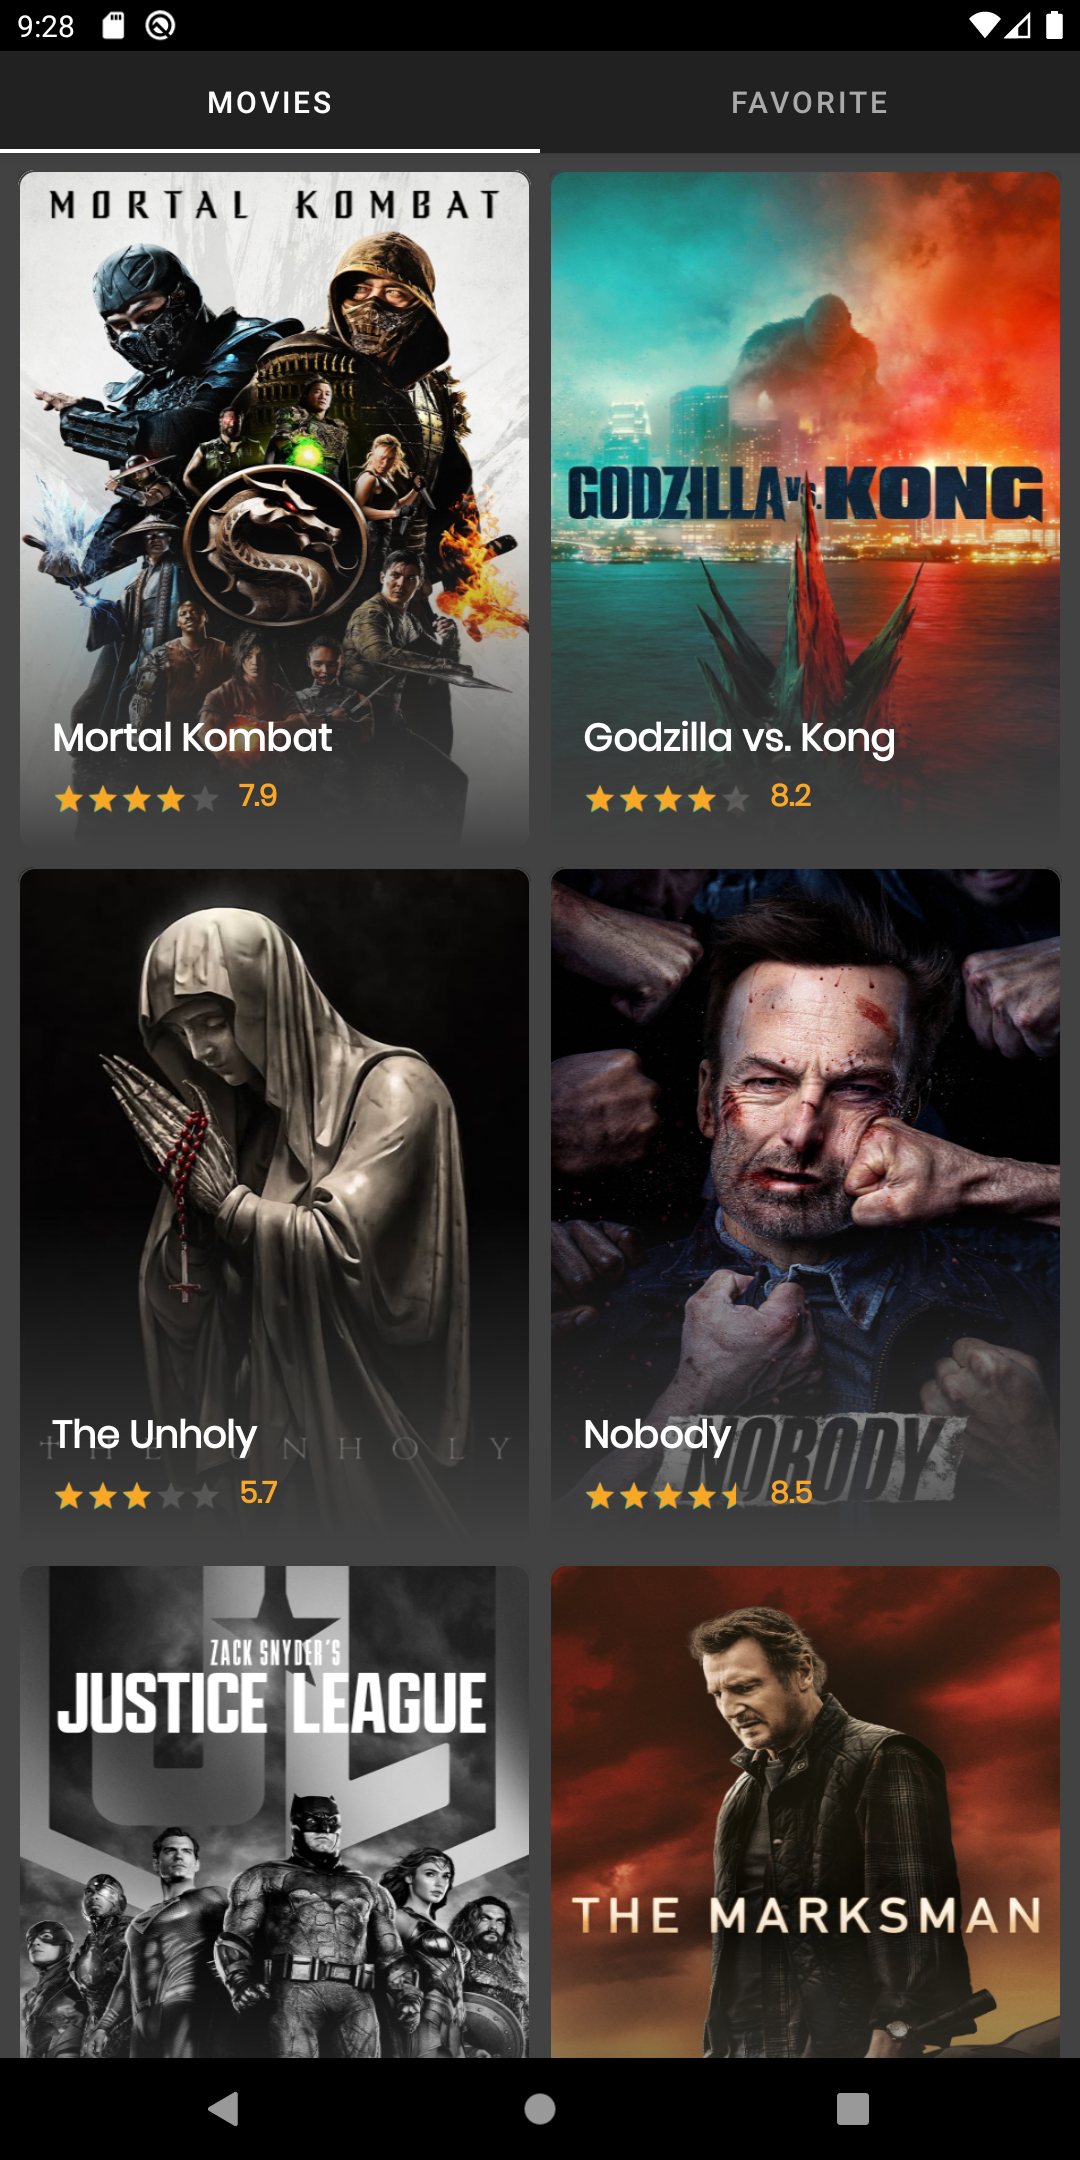 9:28
MOVIES
FAVORITE
MORTAL KOMBAT
Mortal Kombat
7.9
GODZILLA vs. KONG
Godzilla vs. Kong
8.2
THE UNHOLY
The Unholy
5.7
NOBODY
Nobody
8.5
ZACK SNYDER'S
JUSTICE LEAGUE
THE MARKSMAN